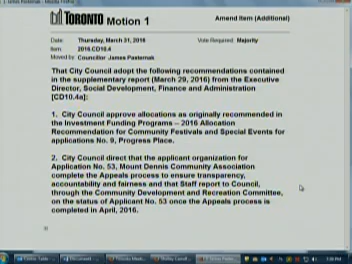 TORONTO Motion 1
Amend Item (Additional)
Date: Thursday, March 31, 2016
Vote Required: Majority
Item: 2016.CD10.4
Moved by: Councillor James Pasternak
That City Council adopt the following recommendations contained
in the supplementary report (March 29, 2016) from the Executive
Director, Social Development, Finance and Administration
[CD10.4a]:
1. City Council approve allocations as originally recommended in
the Investment Funding Programs – 2016 Allocation
Recommendation for Community Festivals and Special Events for
applications No. 9, Progress Place.
2. City Council direct that the applicant organization for
Application No. 53, Mount Dennis Community Association
complete the Appeals process to ensure transparency,
accountability and fairness and that Staff report to Council,
through the Community Development and Recreation Committee,
on the status of Applicant No. 53 once the Appeals process is
completed in April, 2016.